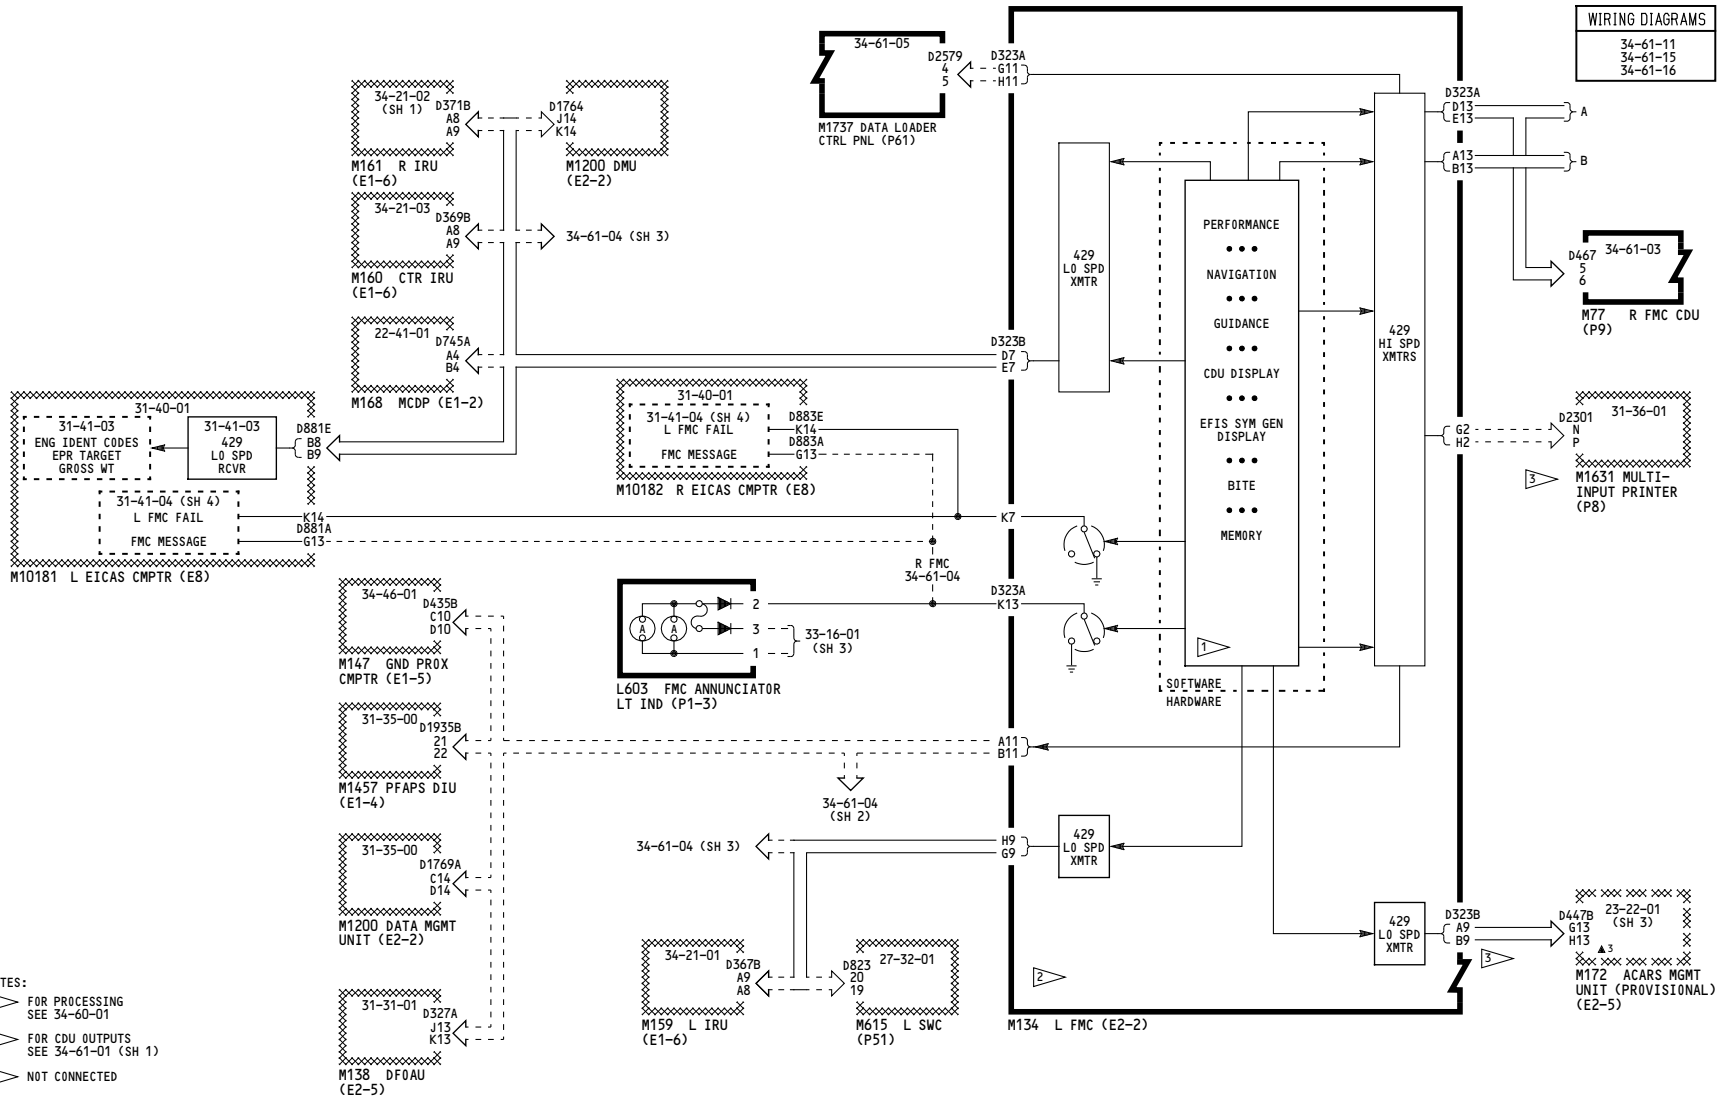 WIRING DIAGRAMS
34-61-11
34-61-15
34-61-16
34-61-05
D2579
4
5
M1737 DATA LOADER
CTRL PNL (P61)
D323A
G11
H11
34-21-02
(SH 1)
D371B
A8
A9
M161 R IRU
(E1-6)
D1764
J14
K14
M1200 DMU
(E2-2)
34-21-03
D369B
A8
A9
M160 CTR IRU
(E1-6)
34-61-04 (SH 3)
22-41-01
D745A
A4
B4
M168 MCDP (E1-2)
D323B
D7
E7
31-40-01
31-41-03
ENG IDENT CODES
EPR TARGET
GROSS WT
31-41-03
429
LO SPD
RCVR
D881E
B8
B9
31-41-04 (SH 4)
L FMC FAIL
FMC MESSAGE
K14
D881A
G13
M10181 L EICAS CMPTR (E8)
31-40-01
31-41-04 (SH 4)
L FMC FAIL
FMC MESSAGE
D883E
K14
D883A
G13
M10182 R EICAS CMPTR (E8)
K7
R FMC
34-61-04
D323A
K13
A
A
2
3
1
33-16-01
(SH 3)
L603 FMC ANNUNCIATOR
LT IND (P1-3)
34-46-01
D435B
C10
D10
M147 GND PROX
CMPTR (E1-5)
31-35-00
D1935B
21
22
M1457 PFAPS DIU
(E1-4)
31-35-00
D1769A
C14
D14
M1200 DATA MGMT
UNIT (E2-2)
31-31-01
D327A
J13
K13
M138 DFDAU
(E2-5)
A11
B11
34-61-04
(SH 2)
34-61-04 (SH 3)
H9
G9
34-21-01
D367B
A9
A8
M159 L IRU
(E1-6)
D823
20
19
27-32-01
M615 L SWC
(P51)
429
LO SPD
XMTR
PERFORMANCE
NAVIGATION
GUIDANCE
CDU DISPLAY
EFIS SYM GEN
DISPLAY
BITE
MEMORY
1
SOFTWARE
HARDWARE
429
HI SPD
XMTRS
429
LO SPD
XMTR
429
LO SPD
XMTR
2
M134 L FMC (E2-2)
D323A
D13
E13
A
A13
B13
B
D467
5
6
34-61-03
M77 R FMC CDU
(P9)
G2
H2
D2301
N
P
31-36-01
3
M1631 MULTI-
INPUT PRINTER
(P8)
D323B
A9
B9
3
D447B
G13
H13
23-22-01
(SH 3)
▲3
M172 ACARS MGMT
UNIT (PROVISIONAL)
(E2-5)
TES:
FOR PROCESSING
SEE 34-60-01
FOR CDU OUTPUTS
SEE 34-61-01 (SH 1)
NOT CONNECTED